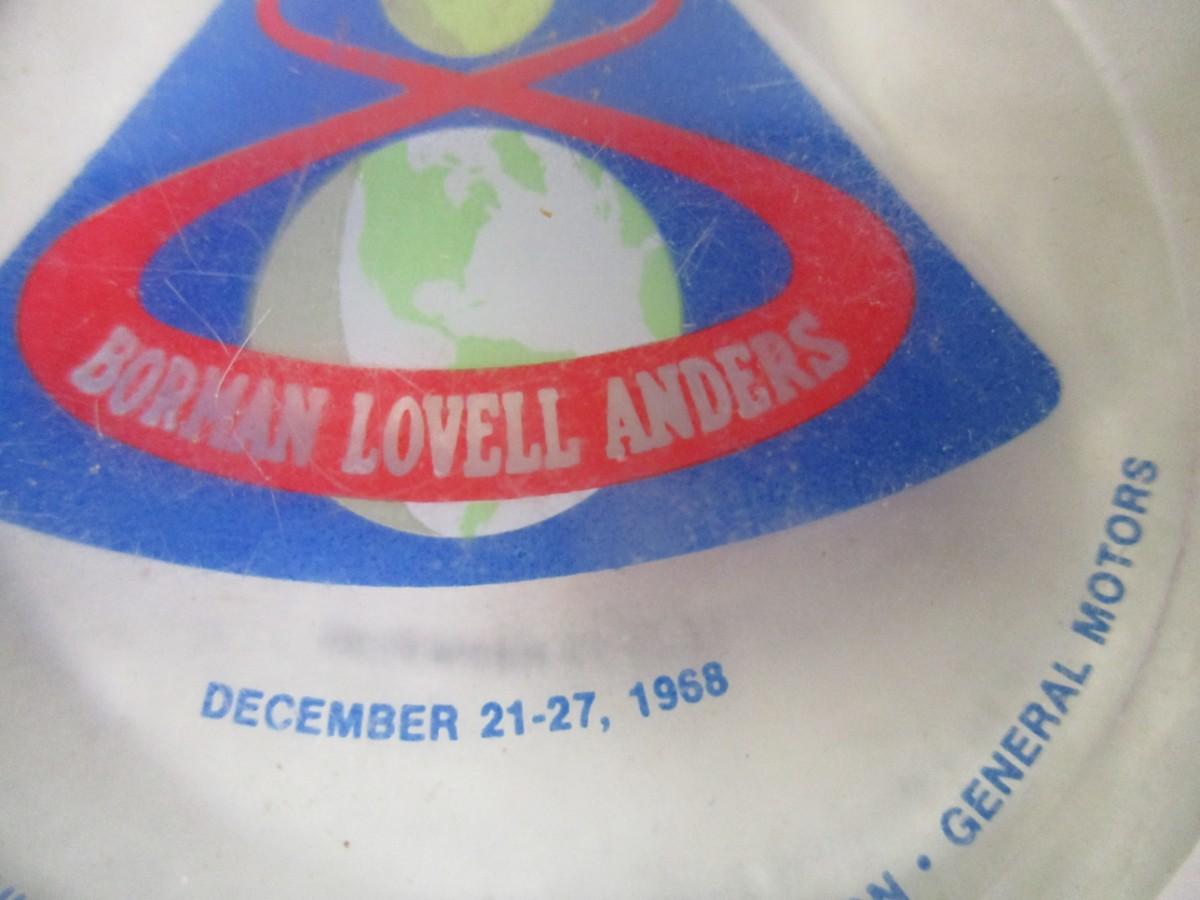 BORMAN LOVELL ANDERS
DECEMBER 21-27, 1968
• GENERAL MOTORS